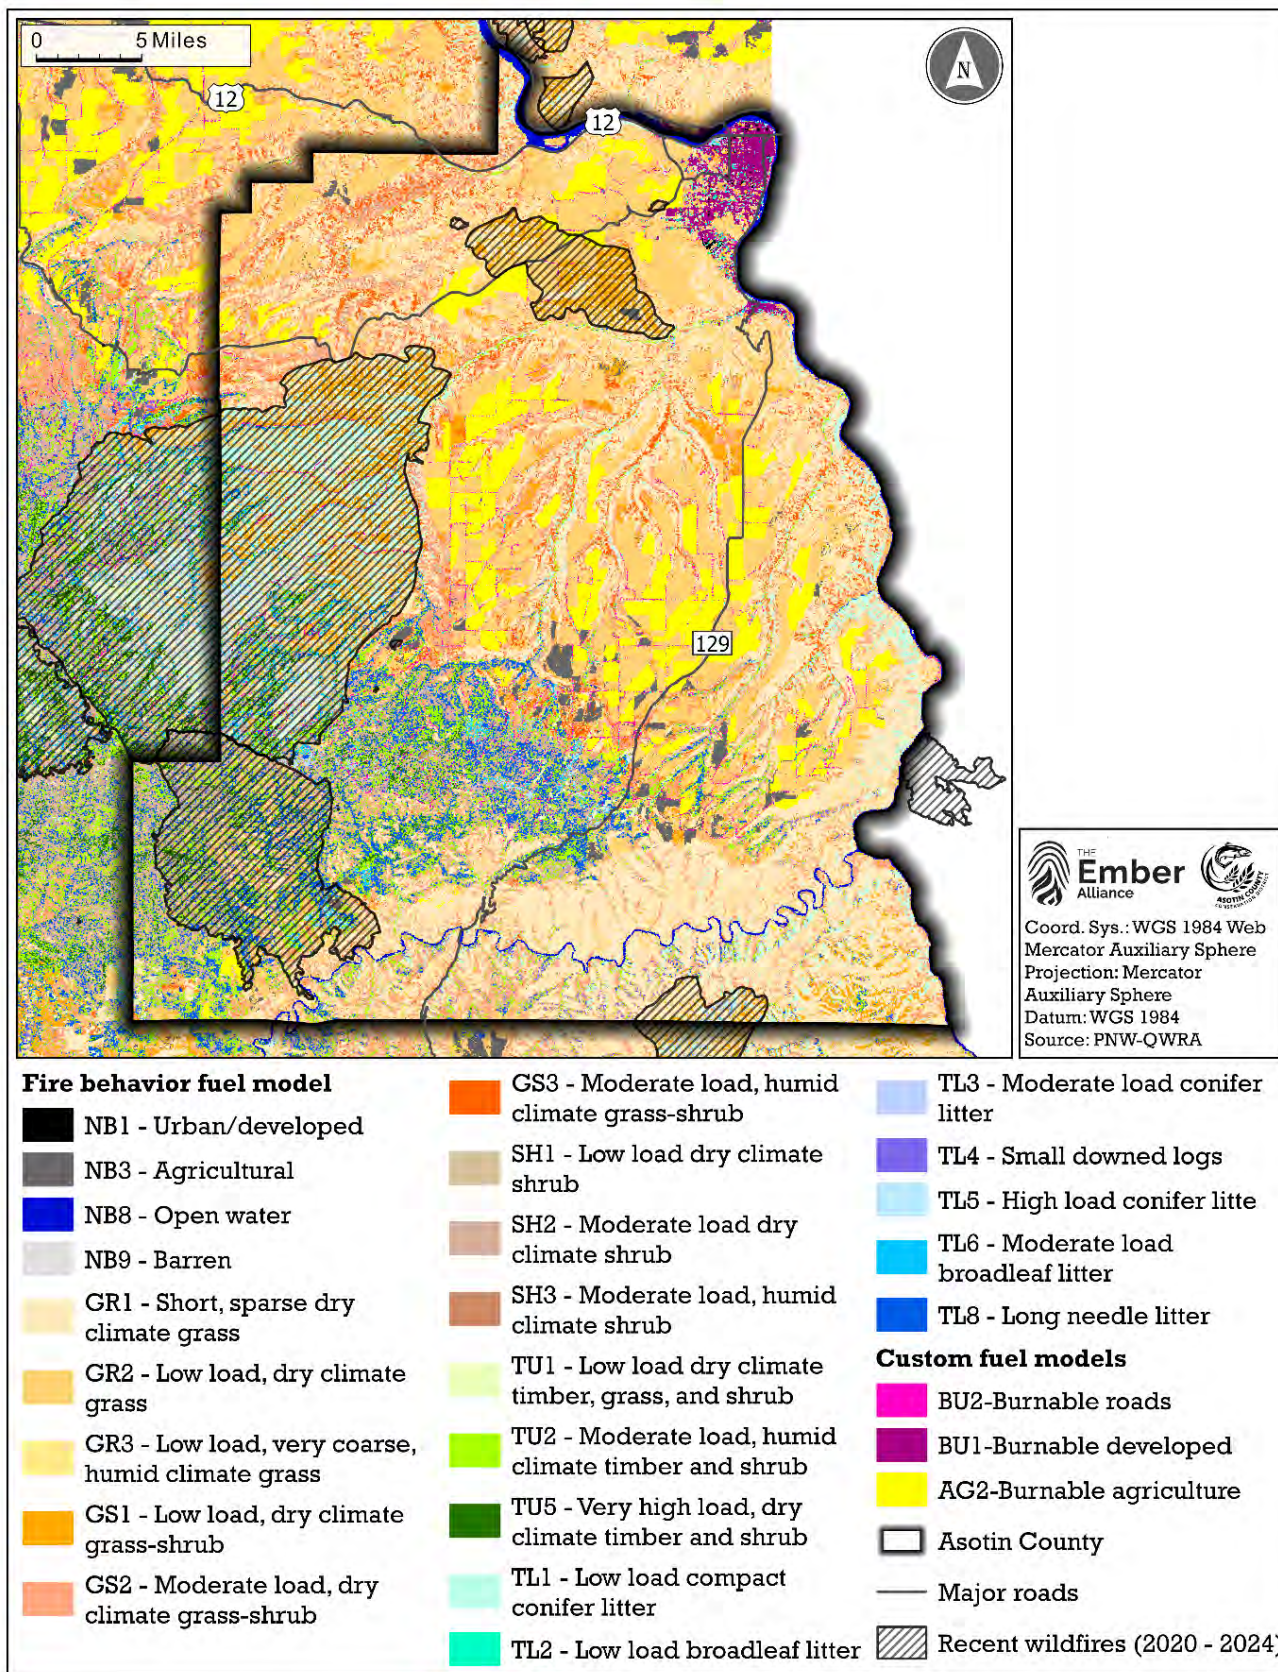 0 5 Miles
N
12
12
129
THE
Ember
Alliance
ASOTIN COUNTY
CONSERVATION DISTRICT
Coord. Sys.: WGS 1984 Web
Mercator Auxiliary Sphere
Projection: Mercator
Auxiliary Sphere
Datum: WGS 1984
Source: PNW-QWRA
Fire behavior fuel model
NB1 - Urban/developed
NB3 - Agricultural
NB8 - Open water
NB9 - Barren
GR1 - Short, sparse dry
climate grass
GR2 - Low load, dry climate
grass
GR3 - Low load, very coarse,
humid climate grass
GS1 - Low load, dry climate
grass-shrub
GS2 - Moderate load, dry
climate grass-shrub
GS3 - Moderate load, humid
climate grass-shrub
SH1 - Low load dry climate
shrub
SH2 - Moderate load dry
climate shrub
SH3 - Moderate load, humid
climate shrub
TU1 - Low load dry climate
timber, grass, and shrub
TU2 - Moderate load, humid
climate timber and shrub
TU5 - Very high load, dry
climate timber and shrub
TL1 - Low load compact
conifer litter
TL2 - Low load broadleaf litter
TL3 - Moderate load conifer
litter
TL4 - Small downed logs
TL5 - High load conifer litte
TL6 - Moderate load
broadleaf litter
TL8 - Long needle litter
Custom fuel models
BU2-Burnable roads
BU1-Burnable developed
AG2-Burnable agriculture
Asotin County
Major roads
Recent wildfires (2020 - 2024)